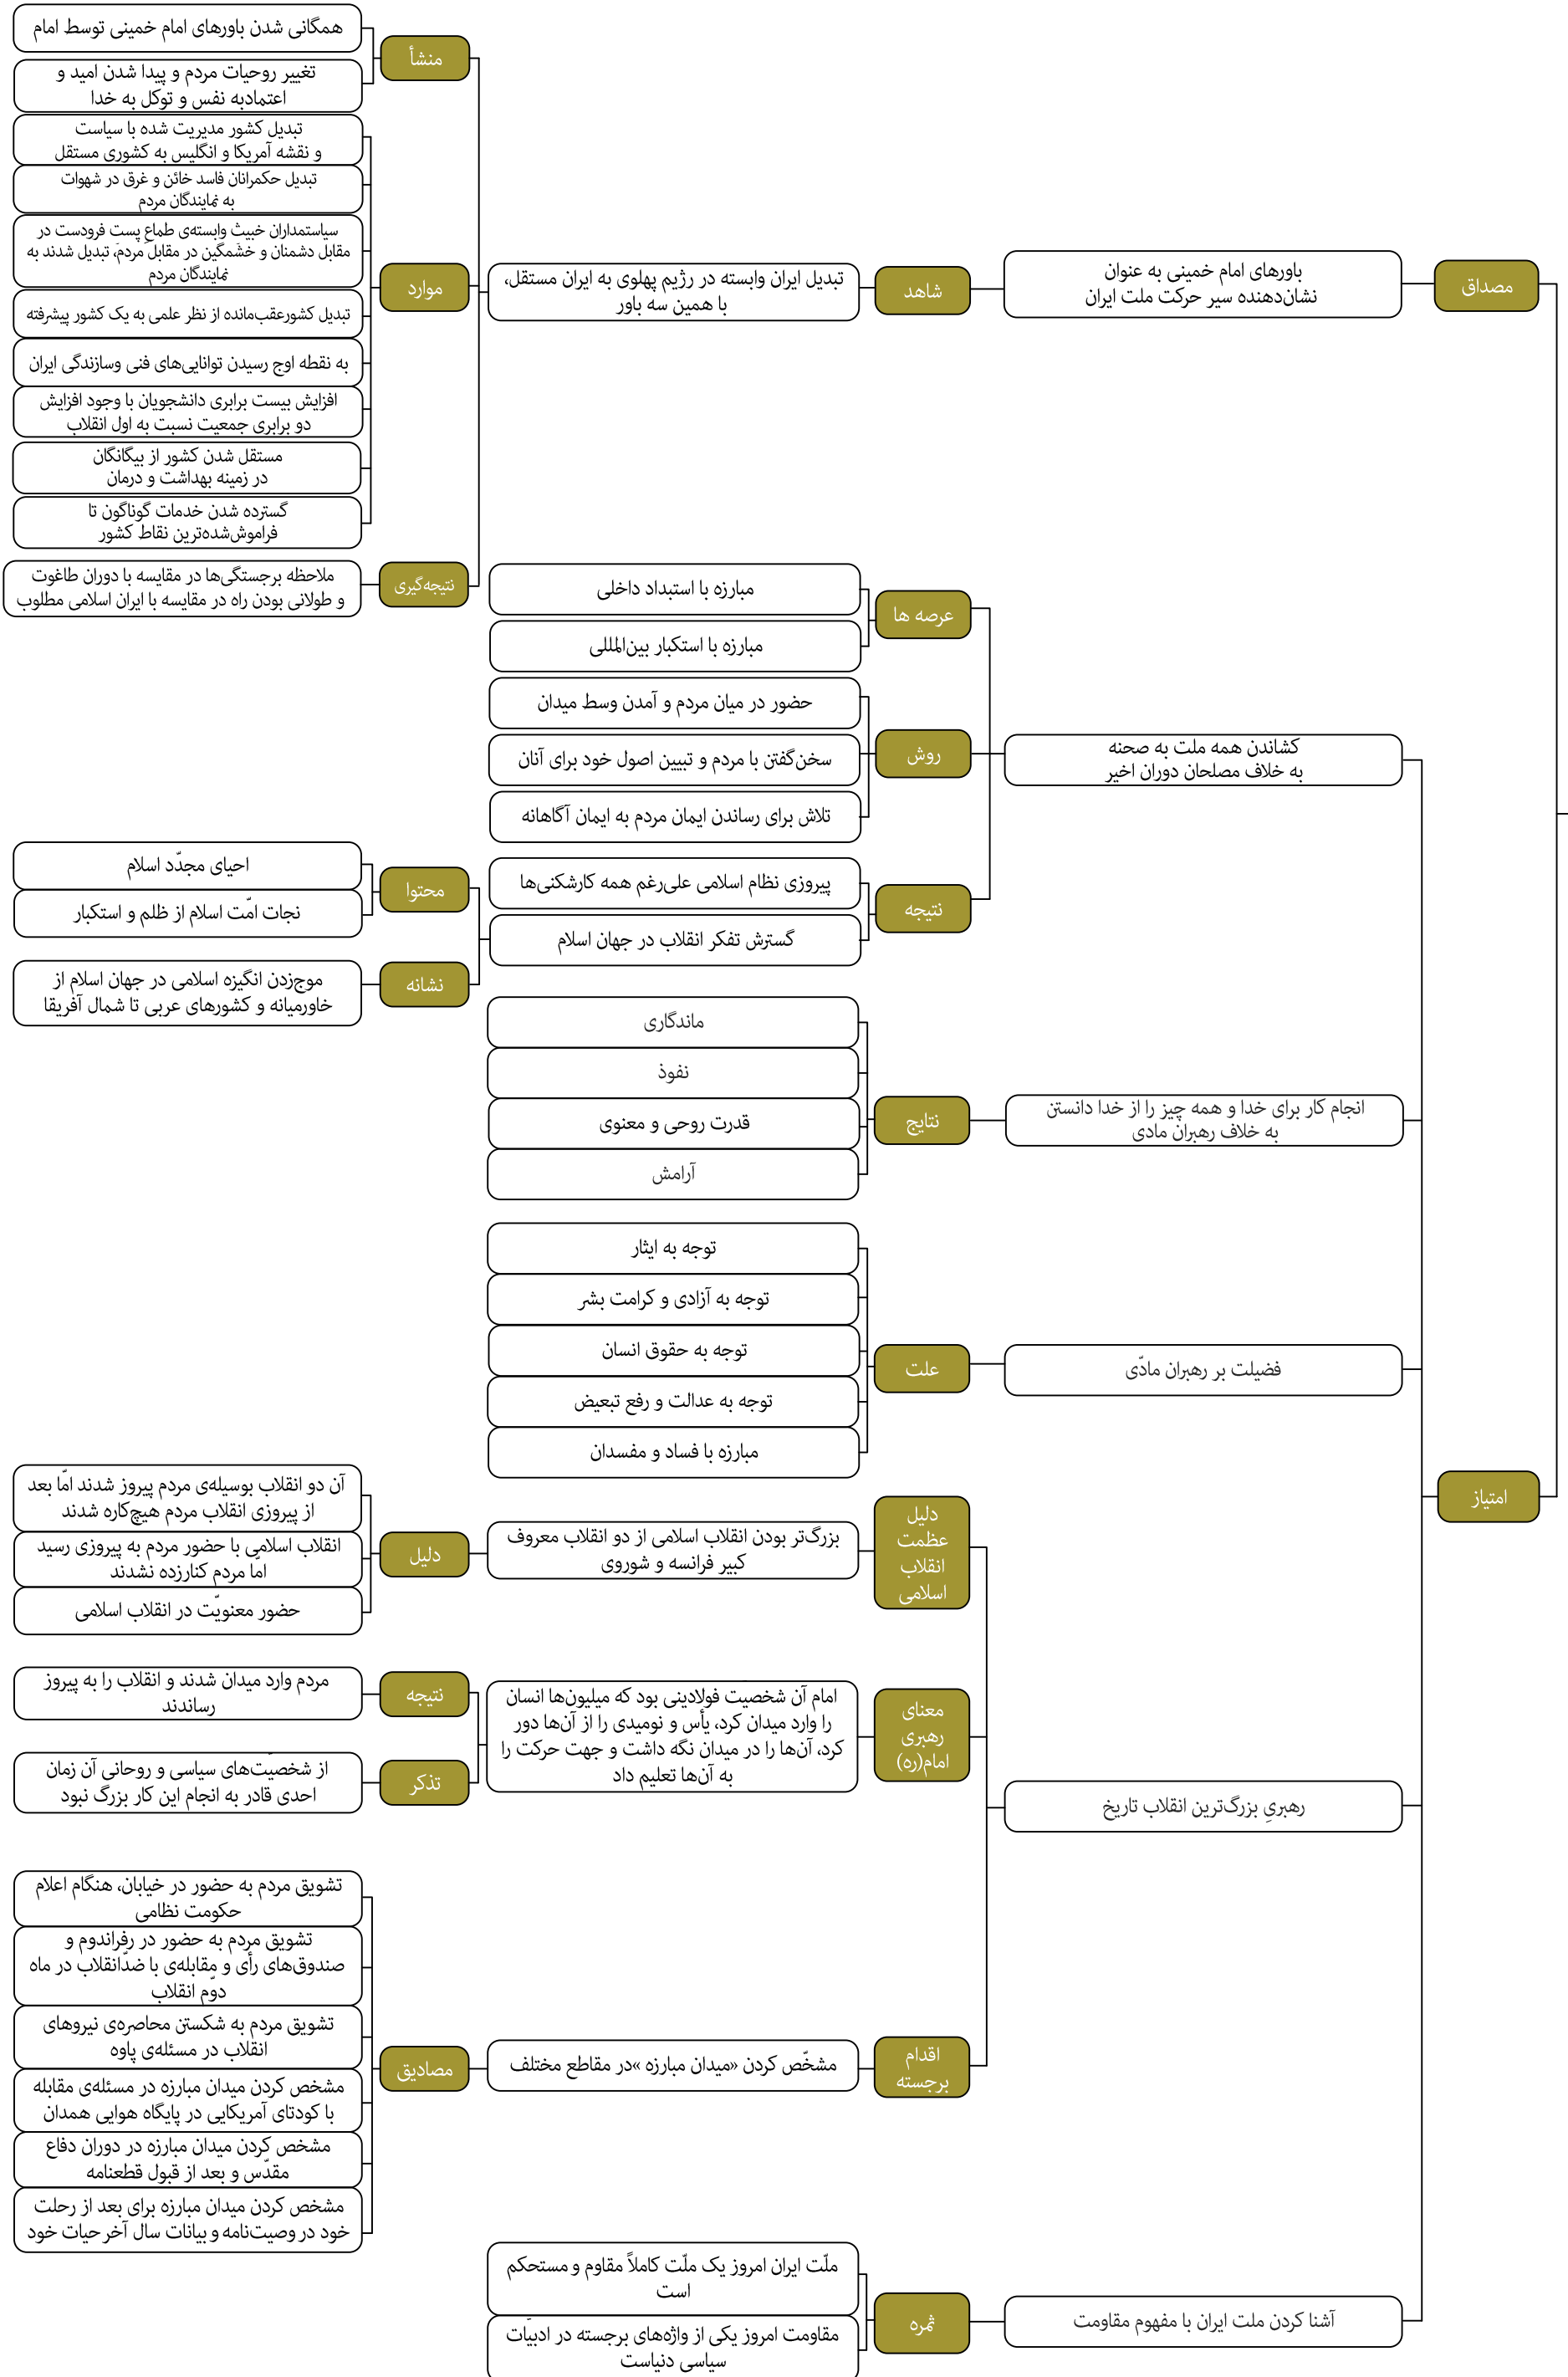 مصداق
باورهای امام خمینی به عنوان
نشان‌دهنده سیر حرکت ملت ایران
شاهد
تبدیل ایران وابسته در رژیم پهلوی به ایران مستقل،
با همین سه باور
منشأ
همگانی شدن باورهای امام خمینی توسط امام
تغییر روحیات مردم و پیدا شدن امید و
اعتمادبه نفس و توکل به خدا
موارد
تبدیل کشور مدیریت شده با سیاست
و نقشه آمریکا و انگلیس به کشوری مستقل
تبدیل حکمرانان فاسد خائن و غرق در شهوات
به نمایندگان مردم
سیاستمداران خبیث وابسته‌ی طماعِ پست فرودست در
مقابل دشمنان و خشمگین در مقابل مردم، تبدیل شدند به
نمایندگان مردم
تبدیل کشورعقب‌مانده از نظر علمی به یک کشور پیشرفته
به نقطه اوج رسیدن توانایی‌های فنی وسازندگی ایران
افزایش بیست برابری دانشجویان با وجود افزایش
دو برابری جمعیت نسبت به اول انقلاب
مستقل شدن کشور از بیگانگان
در زمینه بهداشت و درمان
گسترده شدن خدمات گوناگون تا
فراموش‌شده‌ترین نقاط کشور
نتیجه‌گیری
ملاحظه برجستگی‌ها در مقایسه با دوران طاغوت
و طولانی بودن راه در مقایسه با ایران اسلامی مطلوب
امتیاز
کشاندن همه ملت به صحنه
به خلاف مصلحان دوران اخیر
عرصه ها
مبارزه با استبداد داخلی
مبارزه با استکبار بین‌المللی
روش
حضور در میان مردم و آمدن وسط میدان
سخن‌گفتن با مردم و تبیین اصول خود برای آنان
تلاش برای رساندن ایمان مردم به ایمان آگاهانه
نتیجه
پیروزی نظام اسلامی علی‌رغم همه کارشکنی‌ها
گسترش تفکر انقلاب در جهان اسلام
محتوا
احیای مجدّد اسلام
نجات امّت اسلام از ظلم و استکبار
نشانه
موج‌زدن انگیزه اسلامی در جهان اسلام از
خاورمیانه و کشورهای عربی تا شمال آفریقا
انجام کار برای خدا و همه چیز را از خدا دانستن
به خلاف رهبران مادی
نتایج
ماندگاری
نفوذ
قدرت روحی و معنوی
آرامش
فضیلت بر رهبران مادّی
علت
توجه به ایثار
توجه به آزادی و کرامت بشر
توجه به حقوق انسان
توجه به عدالت و رفع تبعیض
مبارزه با فساد و مفسدان
رهبریِ بزرگ‌ترین انقلاب تاریخ
دلیل
عظمت
انقلاب
اسلامی
بزرگ‌تر بودن انقلاب اسلامی از دو انقلاب معروف
کبیر فرانسه و شوروی
دلیل
آن دو انقلاب بوسیله‌ی مردم پیروز شدند امّا بعد
از پیروزی انقلاب مردم هیچ‌کاره شدند
انقلاب اسلامی با حضور مردم به پیروزی رسید
امّا مردم کنارزده نشدند
حضور معنویّت در انقلاب اسلامی
معنای
رهبری
امام(ره)
امام آن شخصیت فولادینی بود که میلیون‌ها انسان
را وارد میدان کرد، یأس و نومیدی را از آن‌ها دور
کرد، آن‌ها را در میدان نگه داشت و جهت حرکت را
به آن‌ها تعلیم داد
نتیجه
مردم وارد میدان شدند و انقلاب را به پیروز
رساندند
تذکر
از شخصیّت‌های سیاسی و روحانی آن زمان
احدی قادر به انجام این کار بزرگ نبود
اقدام
برجسته
مشخّص کردن «میدان مبارزه »در مقاطع مختلف
مصادیق
تشویق مردم به حضور در خیابان، هنگام اعلام
حکومت نظامی
تشویق مردم به حضور در رفراندوم و
صندوق‌های رأی و مقابله‌ی با ضدّانقلاب در ماه
دوّم انقلاب
تشویق مردم به شکستن محاصره‌ی نیروهای
انقلاب در مسئله‌ی پاوه
مشخص کردن میدان مبارزه در مسئله‌ی مقابله
با کودتای آمریکایی در پایگاه هوایی همدان
مشخص کردن میدان مبارزه در دوران دفاع
مقدّس و بعد از قبول قطعنامه
مشخص کردن میدان مبارزه برای بعد از رحلت
خود در وصیت‌نامه و بیانات سال آخر حیات خود
آشنا کردن ملت ایران با مفهوم مقاومت
ثمره
ملّت ایران امروز یک ملّت کاملاً مقاوم و مستحکم
است
مقاومت امروز یکی از واژه‌های برجسته در ادبیّات
سیاسی دنیاست